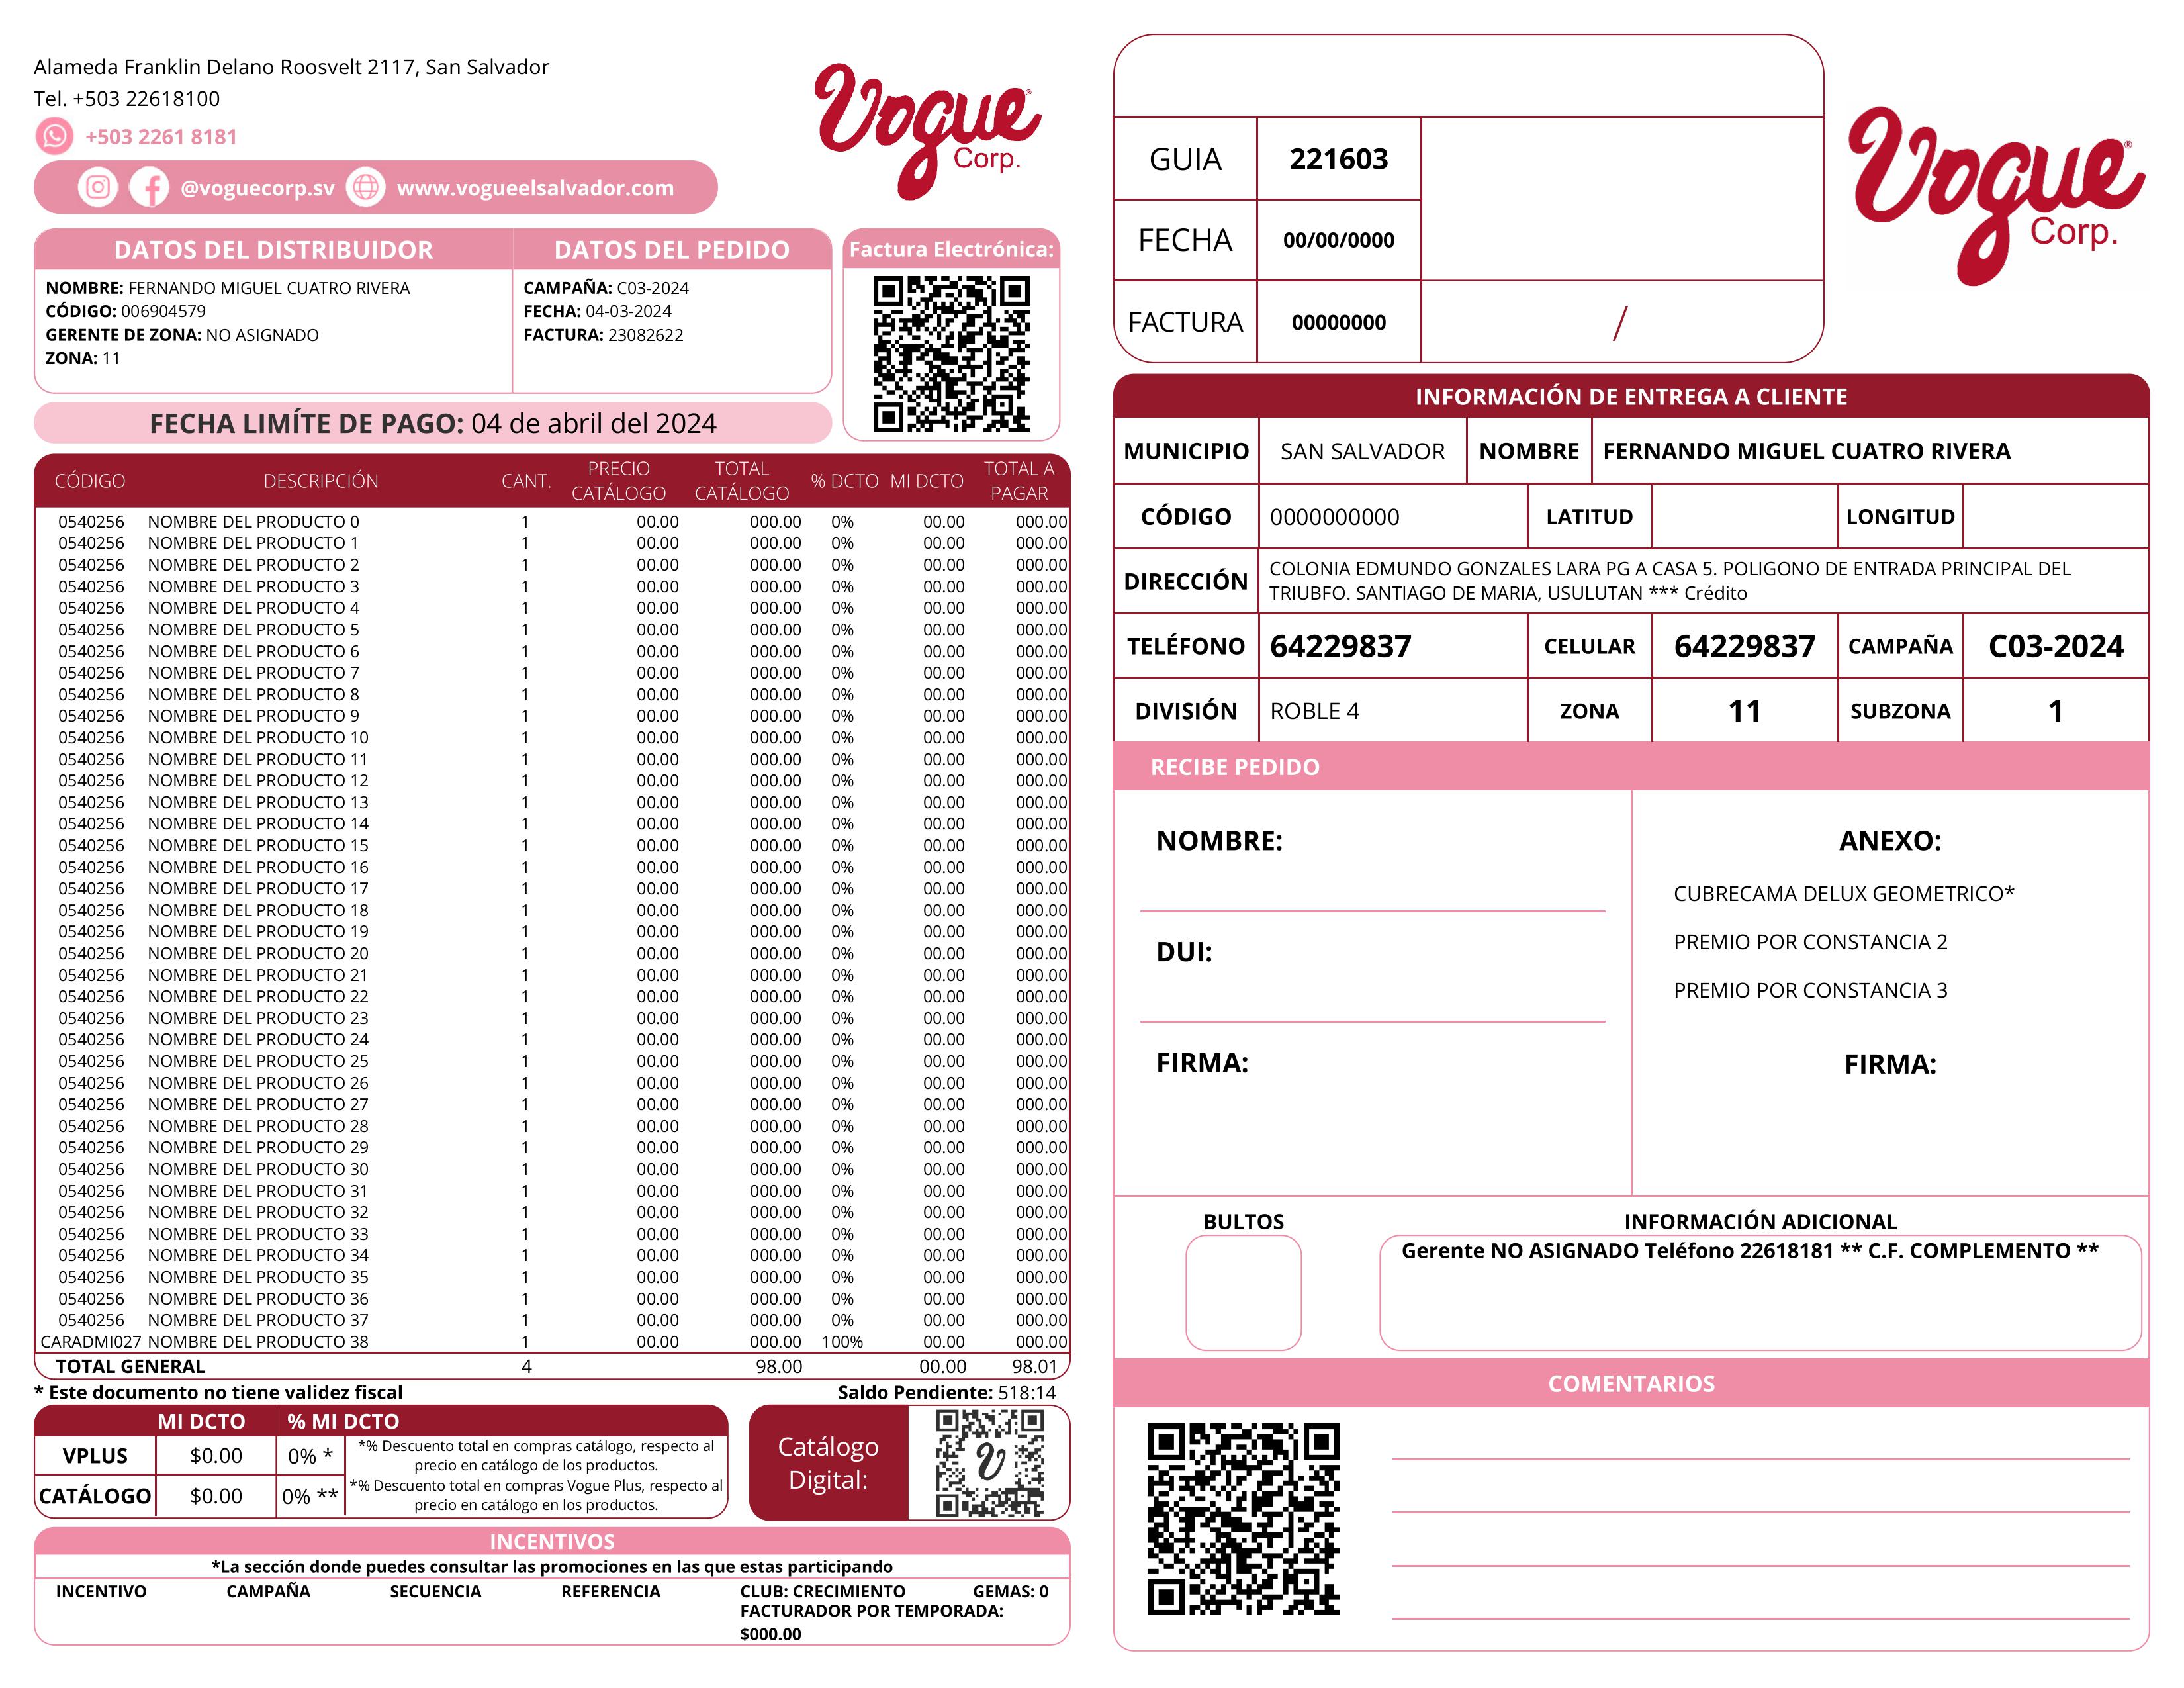 Alameda Franklin Delano Roosvelt 2117, San Salvador
Tel. +503 22618100
+503 2261 8181
@voguecorp.sv www.vogueelsalvador.com
Vogue®
Corp.
DATOS DEL DISTRIBUIDOR
NOMBRE: FERNANDO MIGUEL CUATRO RIVERA
CÓDIGO: 006904579
GERENTE DE ZONA: NO ASIGNADO
ZONA: 11
DATOS DEL PEDIDO
CAMPAÑA: C03-2024
FECHA: 04-03-2024
FACTURA: 23082622
Factura Electrónica:
FECHA LIMÍTE DE PAGO: 04 de abril del 2024
CÓDIGO DESCRIPCIÓN CANT. PRECIO CATÁLOGO TOTAL CATÁLOGO % DCTO MI DCTO TOTAL A PAGAR
0540256 NOMBRE DEL PRODUCTO 0 1 00.00 000.00 0% 00.00 000.00
0540256 NOMBRE DEL PRODUCTO 1 1 00.00 000.00 0% 00.00 000.00
0540256 NOMBRE DEL PRODUCTO 2 1 00.00 000.00 0% 00.00 000.00
0540256 NOMBRE DEL PRODUCTO 3 1 00.00 000.00 0% 00.00 000.00
0540256 NOMBRE DEL PRODUCTO 4 1 00.00 000.00 0% 00.00 000.00
0540256 NOMBRE DEL PRODUCTO 5 1 00.00 000.00 0% 00.00 000.00
0540256 NOMBRE DEL PRODUCTO 6 1 00.00 000.00 0% 00.00 000.00
0540256 NOMBRE DEL PRODUCTO 7 1 00.00 000.00 0% 00.00 000.00
0540256 NOMBRE DEL PRODUCTO 8 1 00.00 000.00 0% 00.00 000.00
0540256 NOMBRE DEL PRODUCTO 9 1 00.00 000.00 0% 00.00 000.00
0540256 NOMBRE DEL PRODUCTO 10 1 00.00 000.00 0% 00.00 000.00
0540256 NOMBRE DEL PRODUCTO 11 1 00.00 000.00 0% 00.00 000.00
0540256 NOMBRE DEL PRODUCTO 12 1 00.00 000.00 0% 00.00 000.00
0540256 NOMBRE DEL PRODUCTO 13 1 00.00 000.00 0% 00.00 000.00
0540256 NOMBRE DEL PRODUCTO 14 1 00.00 000.00 0% 00.00 000.00
0540256 NOMBRE DEL PRODUCTO 15 1 00.00 000.00 0% 00.00 000.00
0540256 NOMBRE DEL PRODUCTO 16 1 00.00 000.00 0% 00.00 000.00
0540256 NOMBRE DEL PRODUCTO 17 1 00.00 000.00 0% 00.00 000.00
0540256 NOMBRE DEL PRODUCTO 18 1 00.00 000.00 0% 00.00 000.00
0540256 NOMBRE DEL PRODUCTO 19 1 00.00 000.00 0% 00.00 000.00
0540256 NOMBRE DEL PRODUCTO 20 1 00.00 000.00 0% 00.00 000.00
0540256 NOMBRE DEL PRODUCTO 21 1 00.00 000.00 0% 00.00 000.00
0540256 NOMBRE DEL PRODUCTO 22 1 00.00 000.00 0% 00.00 000.00
0540256 NOMBRE DEL PRODUCTO 23 1 00.00 000.00 0% 00.00 000.00
0540256 NOMBRE DEL PRODUCTO 24 1 00.00 000.00 0% 00.00 000.00
0540256 NOMBRE DEL PRODUCTO 25 1 00.00 000.00 0% 00.00 000.00
0540256 NOMBRE DEL PRODUCTO 26 1 00.00 000.00 0% 00.00 000.00
0540256 NOMBRE DEL PRODUCTO 27 1 00.00 000.00 0% 00.00 000.00
0540256 NOMBRE DEL PRODUCTO 28 1 00.00 000.00 0% 00.00 000.00
0540256 NOMBRE DEL PRODUCTO 29 1 00.00 000.00 0% 00.00 000.00
0540256 NOMBRE DEL PRODUCTO 30 1 00.00 000.00 0% 00.00 000.00
0540256 NOMBRE DEL PRODUCTO 31 1 00.00 000.00 0% 00.00 000.00
0540256 NOMBRE DEL PRODUCTO 32 1 00.00 000.00 0% 00.00 000.00
0540256 NOMBRE DEL PRODUCTO 33 1 00.00 000.00 0% 00.00 000.00
0540256 NOMBRE DEL PRODUCTO 34 1 00.00 000.00 0% 00.00 000.00
0540256 NOMBRE DEL PRODUCTO 35 1 00.00 000.00 0% 00.00 000.00
0540256 NOMBRE DEL PRODUCTO 36 1 00.00 000.00 0% 00.00 000.00
0540256 NOMBRE DEL PRODUCTO 37 1 00.00 000.00 0% 00.00 000.00
CARADMI027 NOMBRE DEL PRODUCTO 38 1 00.00 000.00 100% 00.00 000.00
TOTAL GENERAL 4 98.00 00.00 98.01
* Este documento no tiene validez fiscal
Saldo Pendiente: 518:14
MI DCTO % MI DCTO
VPLUS $0.00 0% *
CATÁLOGO $0.00 0% **
*% Descuento total en compras catálogo, respecto al
precio en catálogo de los productos.
*% Descuento total en compras Vogue Plus, respecto al
precio en catálogo en los productos.
Catálogo
Digital:
V
INCENTIVOS
*La sección donde puedes consultar las promociones en las que estas participando
INCENTIVO CAMPAÑA SECUENCIA REFERENCIA CLUB: CRECIMIENTO GEMAS: 0
FACTURADOR POR TEMPORADA:
$000.00
GUIA 221603
FECHA 00/00/0000
FACTURA 00000000 /
Vogue®
Corp.
INFORMACIÓN DE ENTREGA A CLIENTE
MUNICIPIO SAN SALVADOR NOMBRE FERNANDO MIGUEL CUATRO RIVERA
CÓDIGO 0000000000 LATITUD LONGITUD
DIRECCIÓN COLONIA EDMUNDO GONZALES LARA PG A CASA 5. POLIGONO DE ENTRADA PRINCIPAL DEL
TRIUBFO. SANTIAGO DE MARIA, USULUTAN *** Crédito
TELÉFONO 64229837 CELULAR 64229837 CAMPAÑA C03-2024
DIVISIÓN ROBLE 4 ZONA 11 SUBZONA 1
RECIBE PEDIDO
NOMBRE:
DUI:
FIRMA:
ANEXO:
CUBRECAMA DELUX GEOMETRICO*
PREMIO POR CONSTANCIA 2
PREMIO POR CONSTANCIA 3
FIRMA:
BULTOS
INFORMACIÓN ADICIONAL
Gerente NO ASIGNADO Teléfono 22618181 ** C.F. COMPLEMENTO **
COMENTARIOS